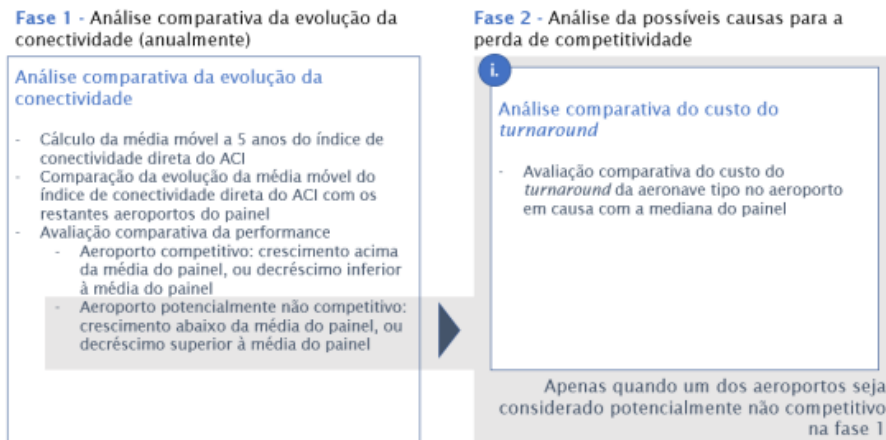 Fase 1 - Análise comparativa da evolução da
conectividade (anualmente)
Análise comparativa da evolução da
conectividade
- Cálculo da média móvel a 5 anos do índice de
conectividade direta do ACI
- Comparação da evolução da média móvel do
índice de conectividade direta do ACI com os
restantes aeroportos do painel
- Avaliação comparativa da performance
- Aeroporto competitivo: crescimento acima
da média do painel, ou decréscimo inferior
à média do painel
- Aeroporto potencialmente não competitivo:
crescimento abaixo da média do painel, ou
decréscimo superior à média do painel
Fase 2 - Análise da possíveis causas para a
perda de competitividade
i.
Análise comparativa do custo do
turnaround
- Avaliação comparativa do custo do
turnaround da aeronave tipo no aeroporto
em causa com a mediana do painel
Apenas quando um dos aeroportos seja
considerado potencialmente não competitivo
na fase 1